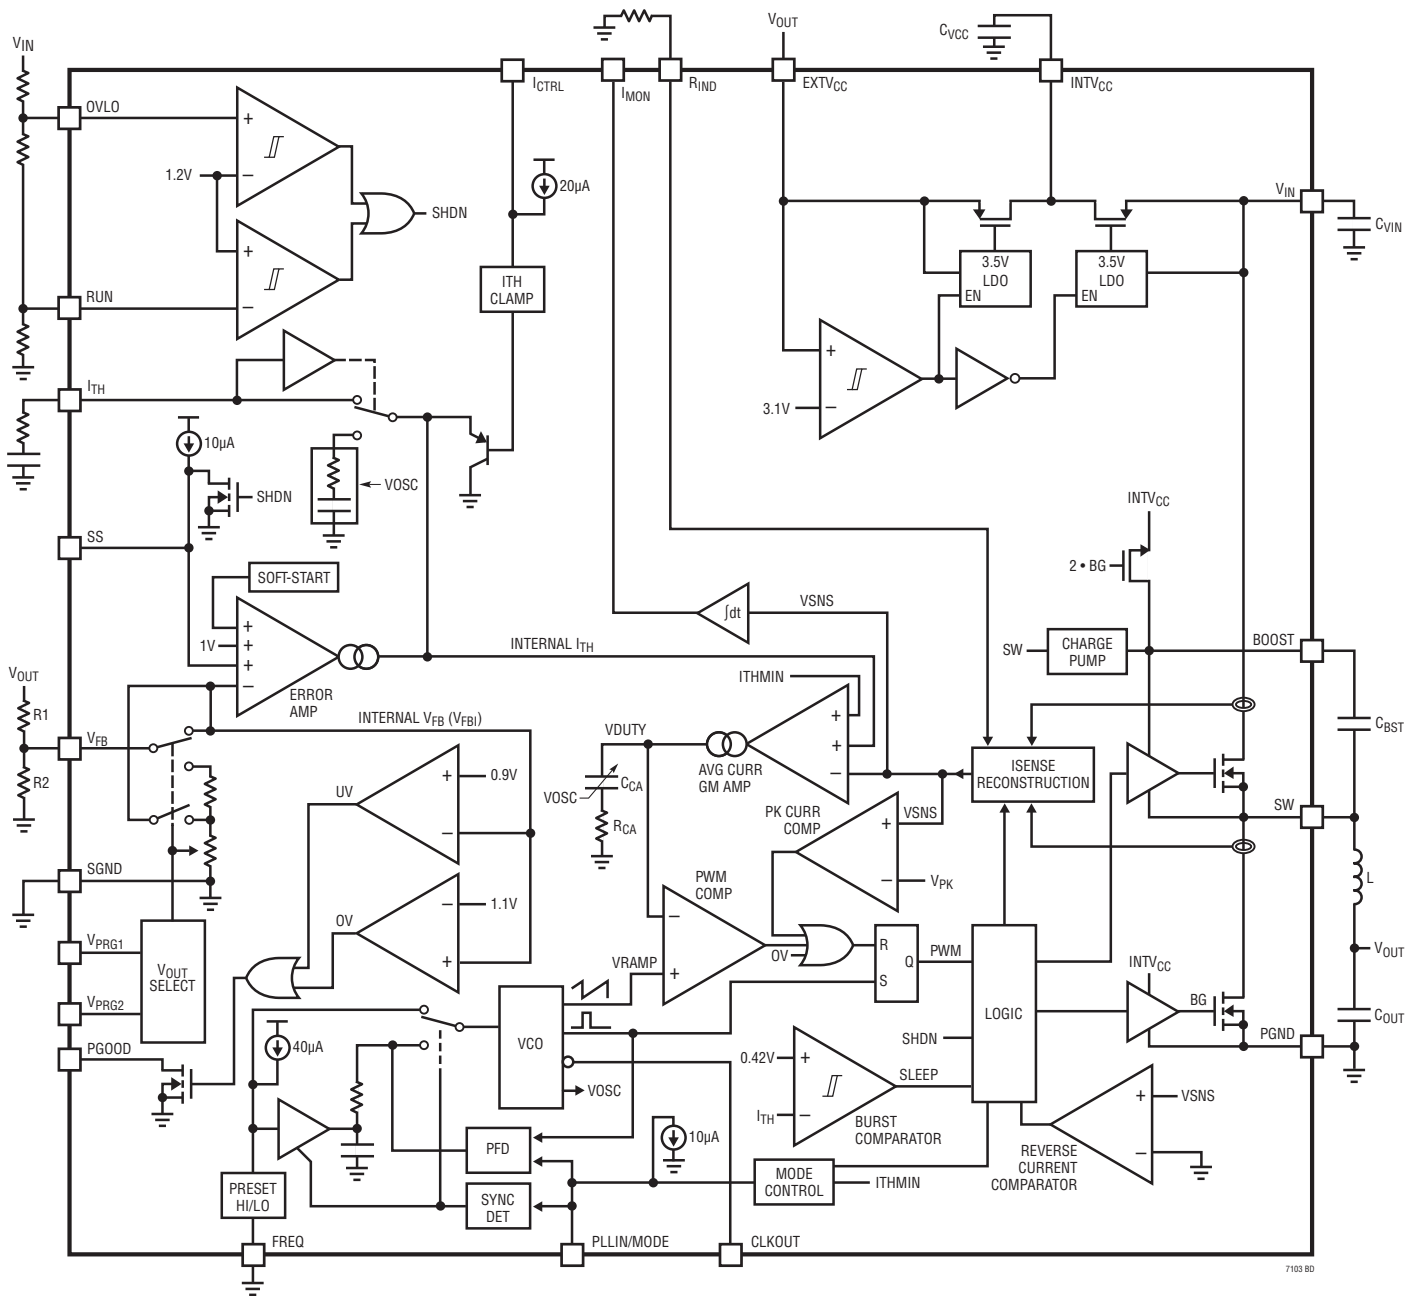 VIN
OVLO
1.2V
SHDN
RUN
ICTRL
20µA
ITH
CLAMP
IMON
RIND
VOUT
EXTVCC
CVCC
INTVCC
VIN
CVIN
3.5V
LDO
EN
3.5V
LDO
EN
3.1V
ITH
10µA
SHDN
VOSC
SS
SOFT-START
1V
ERROR
AMP
INTERNAL ITH
∫dt
VSNS
INTVCC
2 • BG
SW
CHARGE
PUMP
BOOST
CBST
VOUT
R1
VFB
R2
INTERNAL VFB (VFBI)
UV
0.9V
OV
1.1V
ITHMIN
VDUTY
AVG CURR
GM AMP
VOSC
CCA
RCA
ISENSE
RECONSTRUCTION
PK CURR
COMP
VSNS
VPK
SW
L
SGND
VPRG1
VPRG2
VOUT
SELECT
PGOOD
PWM
COMP
OV
R
S
Q
PWM
VRAMP
LOGIC
SHDN
INTVCC
BG
VOUT
COUT
PGND
40µA
VCO
VOSC
0.42V
ITH
SLEEP
BURST
COMPARATOR
VSNS
REVERSE
CURRENT
COMPARATOR
PFD
SYNC
DET
10µA
MODE
CONTROL
ITHMIN
PRESET
HI/LO
FREQ
PLLIN/MODE
CLKOUT
7103 BD